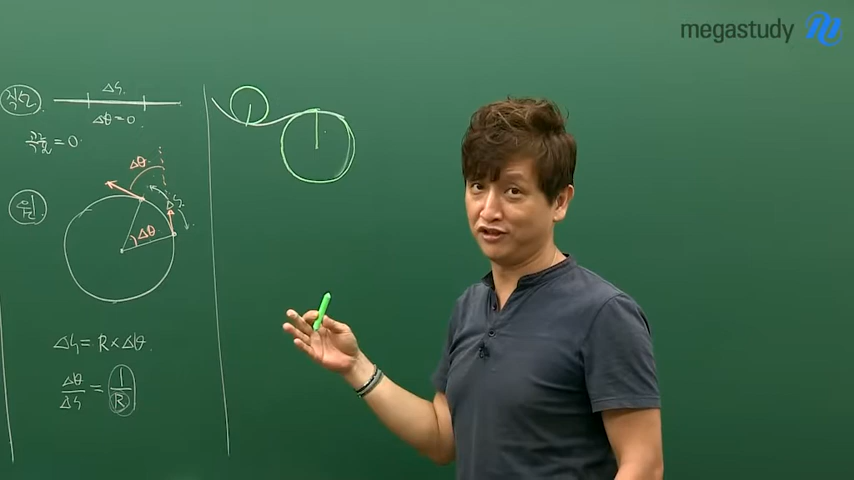 megastudy
직선
Δs
Δθ=0
곡률=0
Δθ
원
Δs
Δθ
Δs=R×Δθ.
Δθ/Δs = 1/R